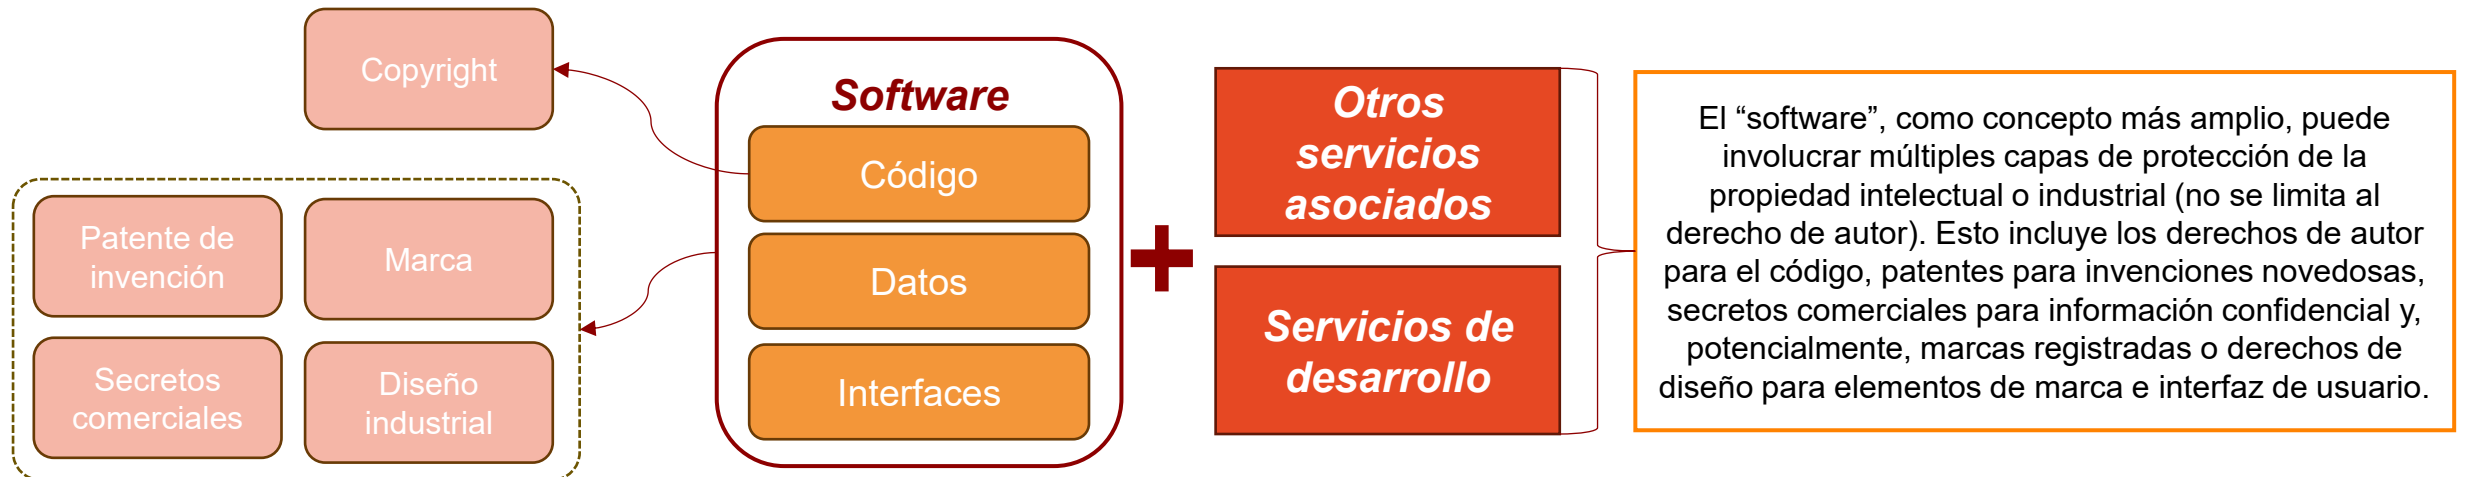 Copyright
Patente de
invención
Marca
Secretos
comerciales
Diseño
industrial
Software
Código
Datos
Interfaces
Otros
servicios
asociados
Servicios de
desarrollo
El “software”, como concepto más amplio, puede
involucrar múltiples capas de protección de la
propiedad intelectual o industrial (no se limita al
derecho de autor). Esto incluye los derechos de autor
para el código, patentes para invenciones novedosas,
secretos comerciales para información confidencial y,
potencialmente, marcas registradas o derechos de
diseño para elementos de marca e interfaz de usuario.